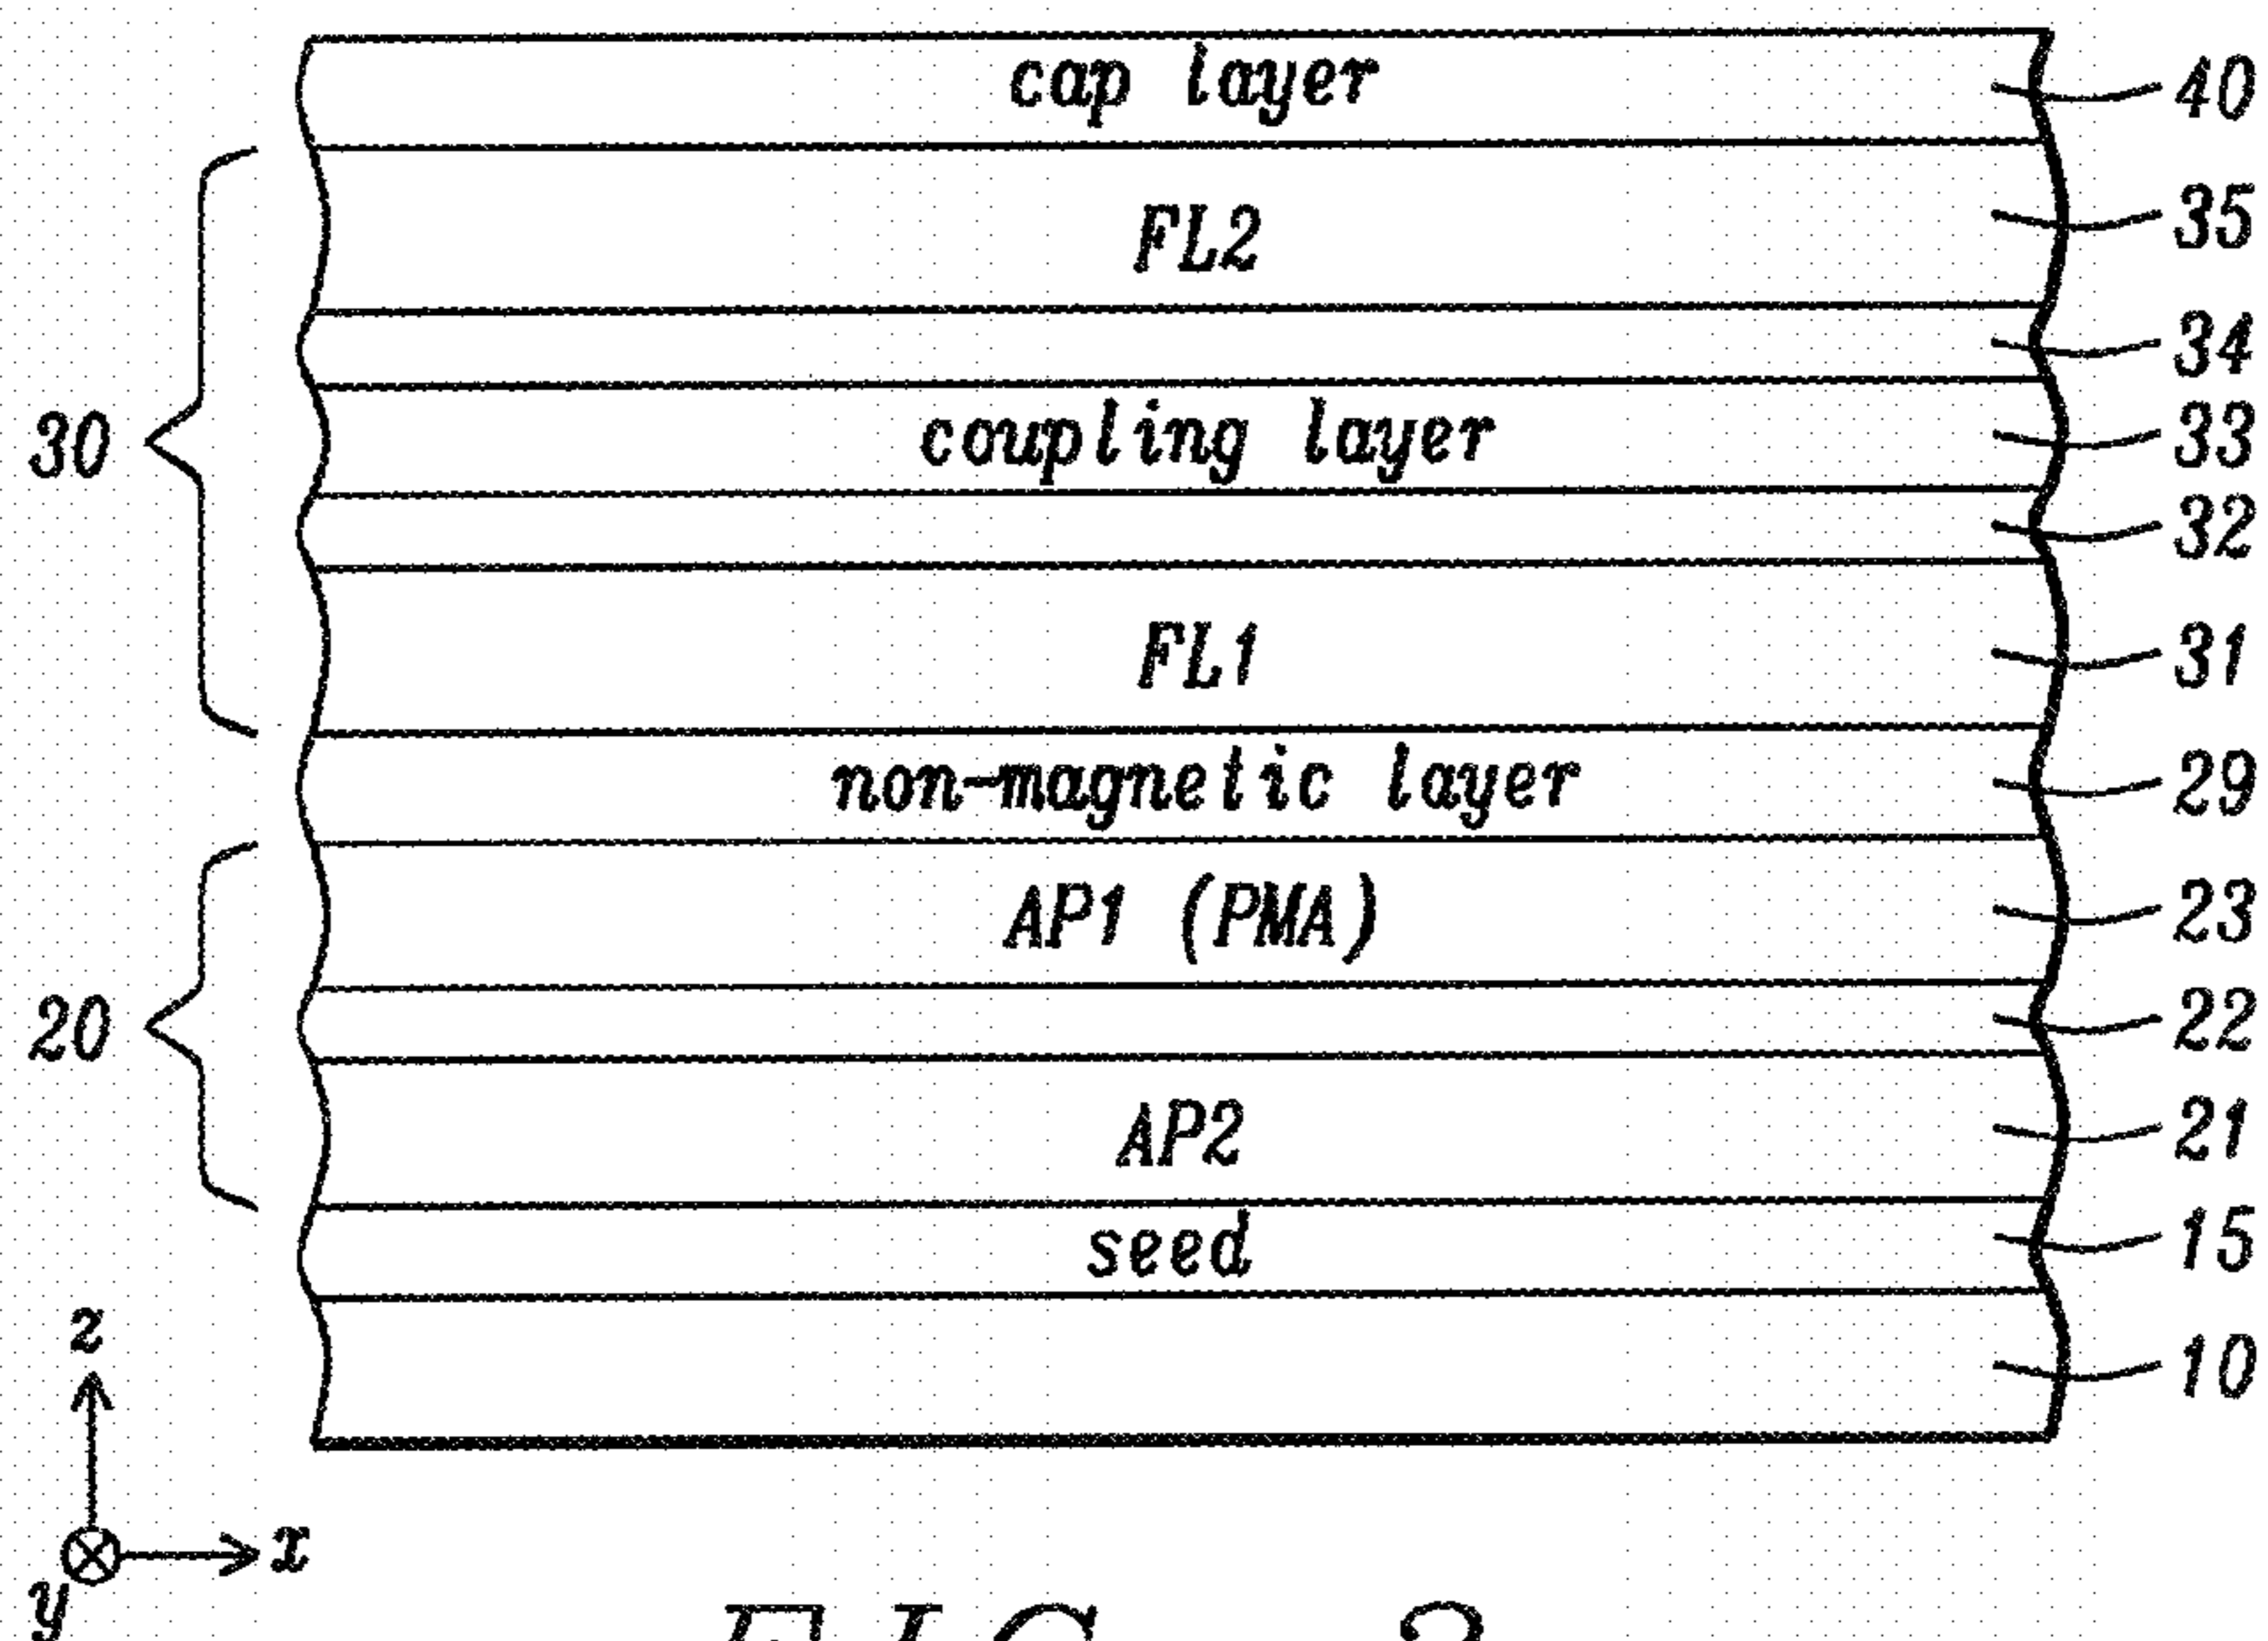 cap layer 40
FL2 35
34
coupling layer 33
30
32
FL1 31
non-magnetic layer 29
AP1 (PMA) 23
20
22
AP2 21
seed 15
10
z
x
y